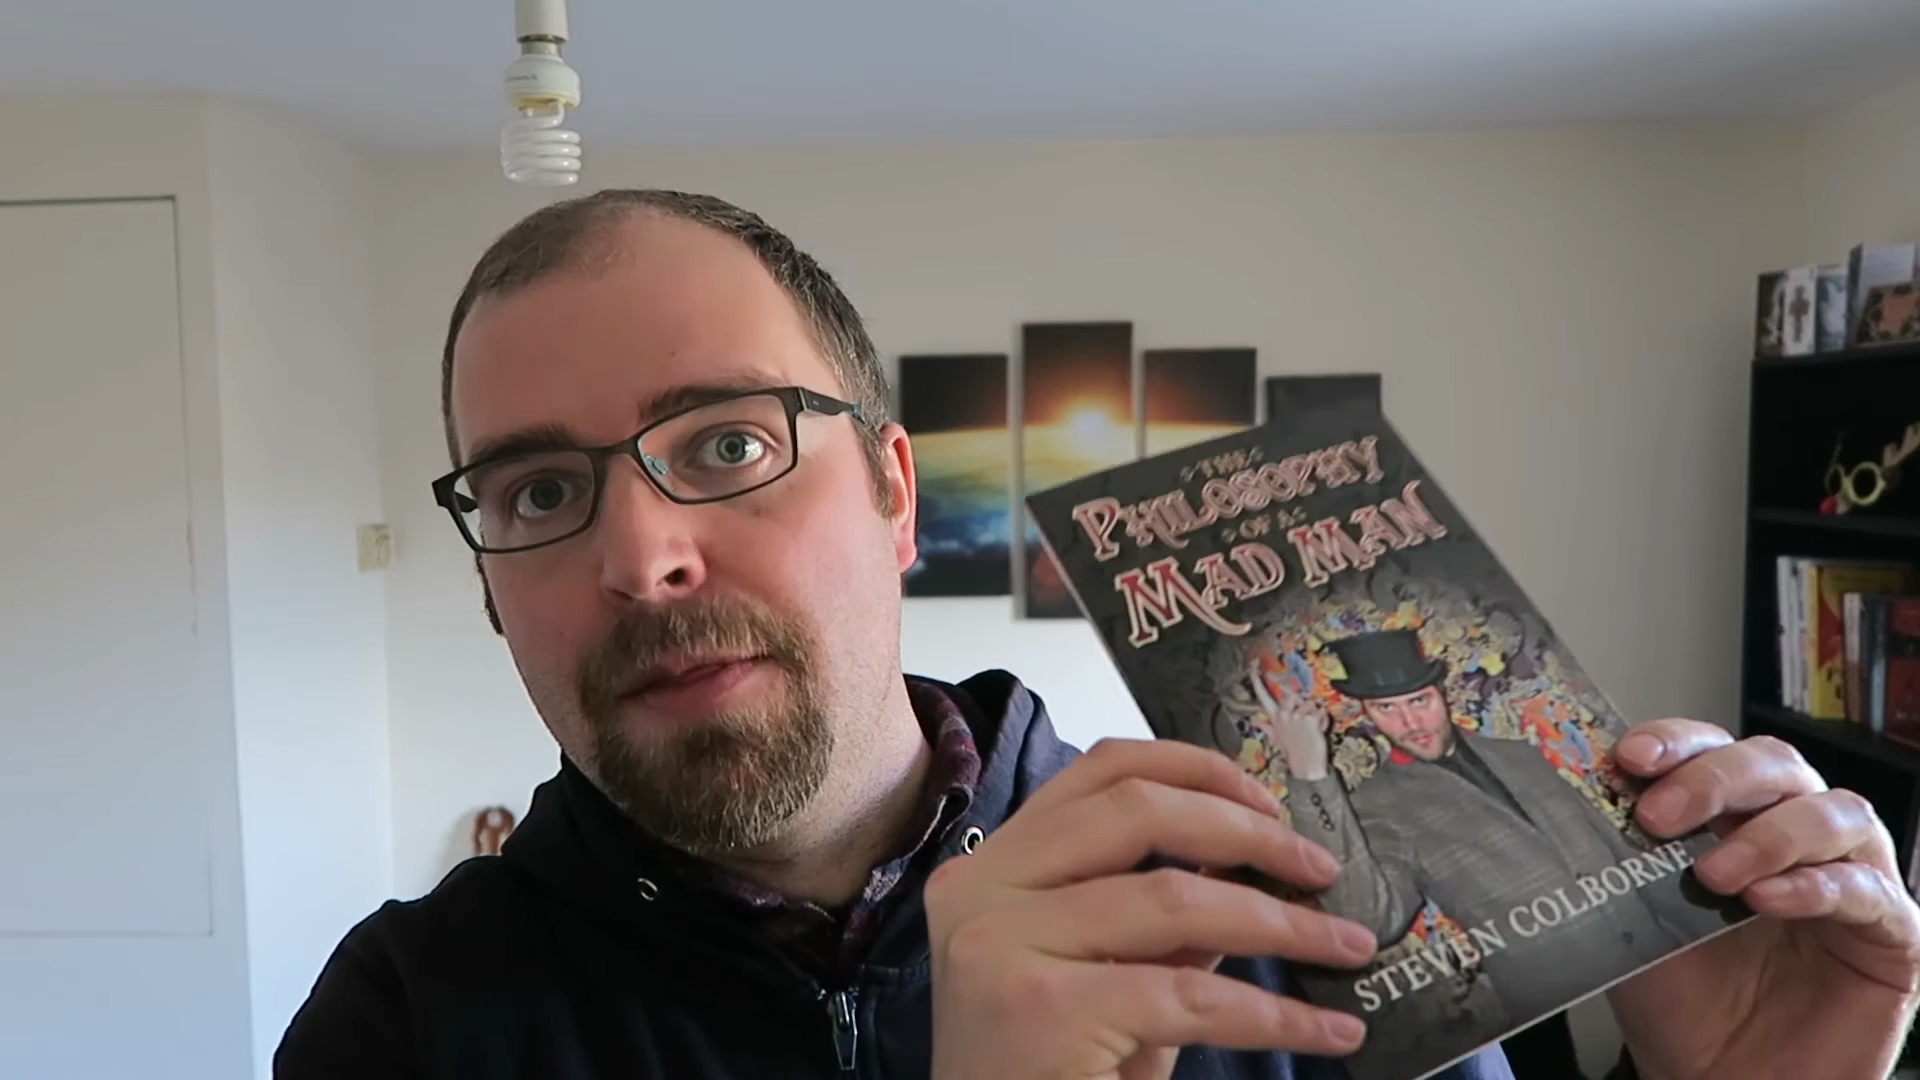 THE
PHILOSOPHY
OF A
MAD MAN
STEVEN COLBORNE